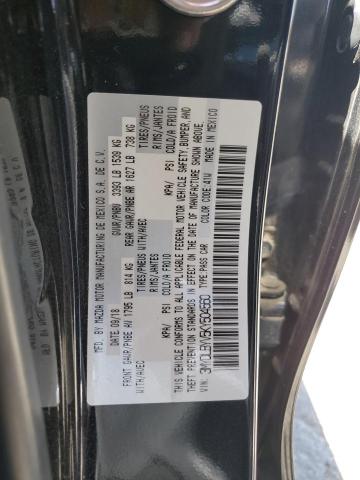 MFD. BY MAZDA MOTOR MANUFACTURING DE MEXICO S.A. DE C.V.
DATE: 09/18 GVWR/PNBV 3393 LB 1539 KG
FRONT GAWR/PNBE AV 1795 LB 814 KG REAR GAWR/PNBE AR 1627 LB 738 KG
WITH/AVEC TIRES/PNEUS WITH/AVEC TIRES/PNEUS
RIMS/JANTES RIMS/JANTES
KPA/ PSI COLD/A FROID KPA/ PSI COLD/A FROID
THIS VEHICLE CONFORMS TO ALL APPLICABLE FEDERAL MOTOR VEHICLE SAFETY, BUMPER, AND
THEFT PREVENTION STANDARDS IN EFFECT ON THE DATE OF MANUFACTURE SHOWN ABOVE.
VIN: TYPE: PASS CAR COLOR CODE: 41W MADE IN MEXICO